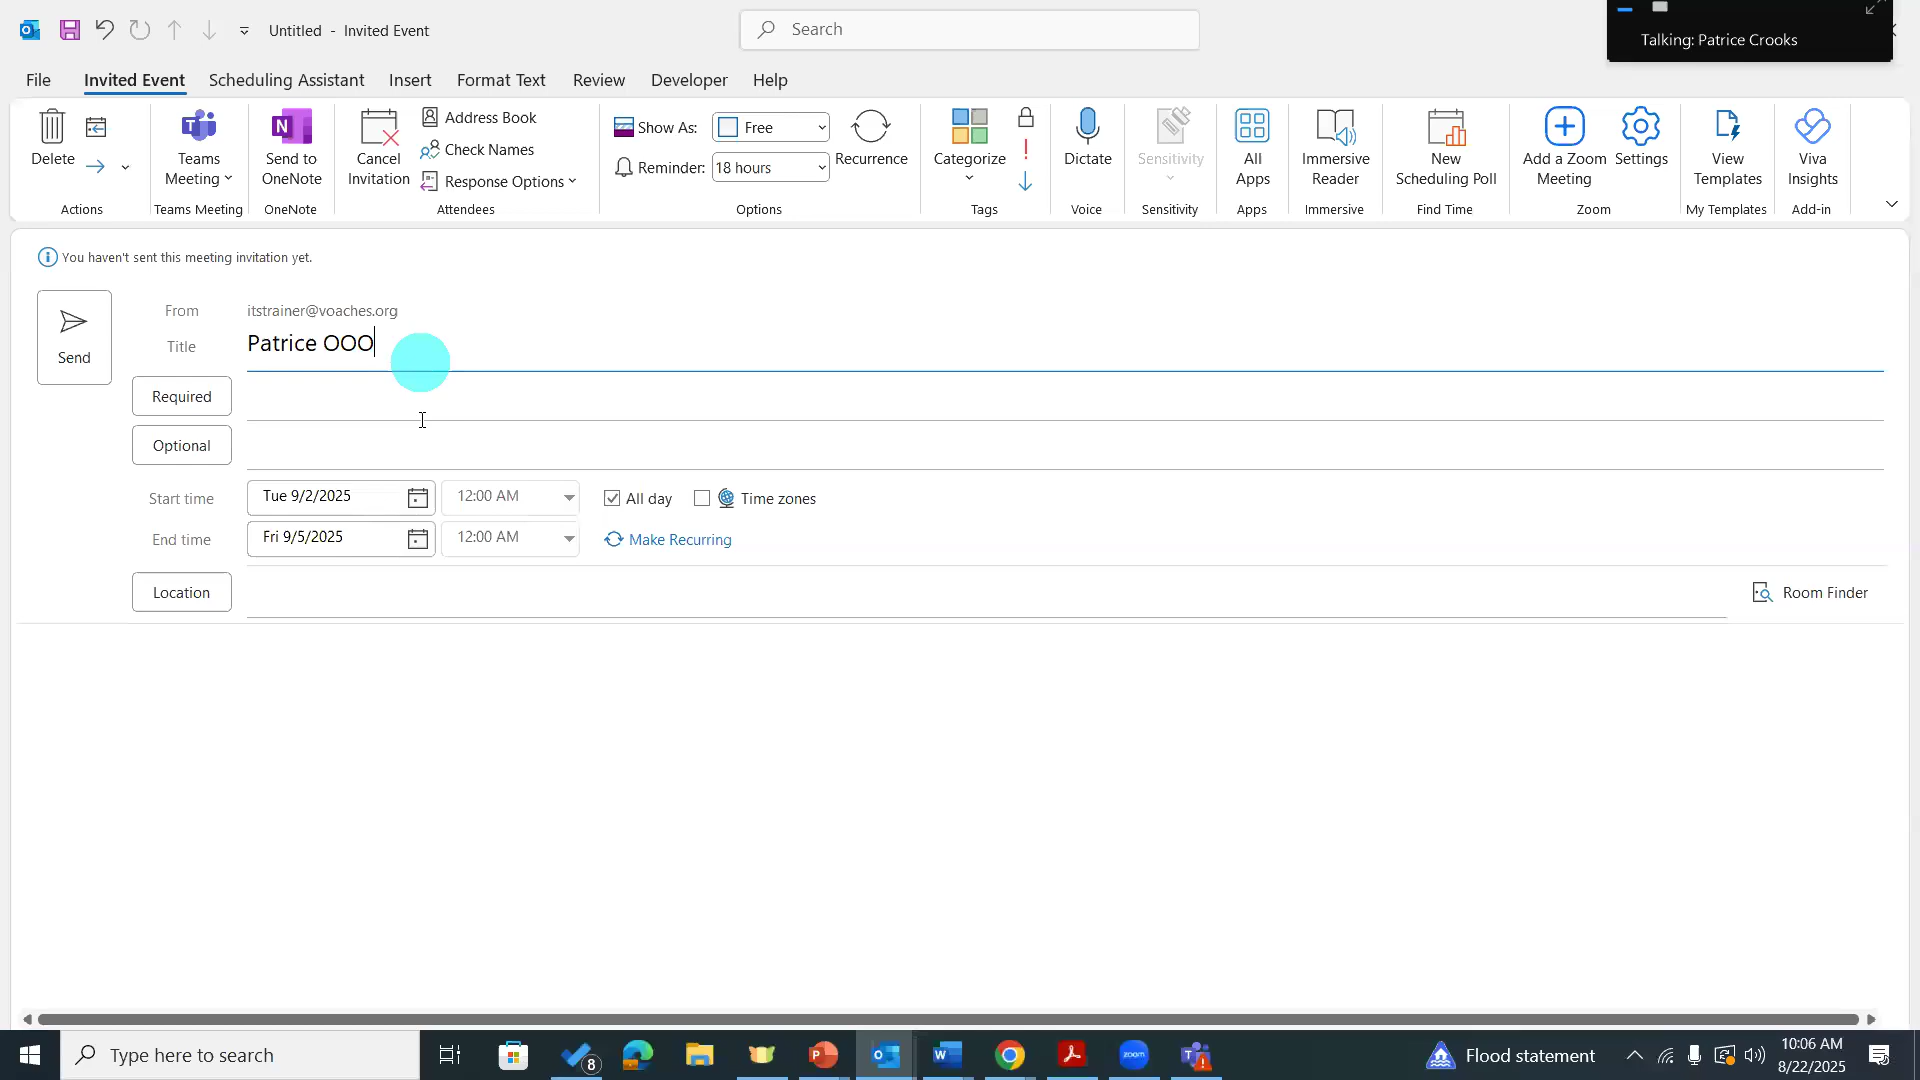 Untitled - Invited Event
Search
Talking: Patrice Crooks
File Invited Event Scheduling Assistant Insert Format Text Review Developer Help
Delete
Actions
Teams Meeting
Teams Meeting
Send to OneNote
OneNote
Cancel Invitation
Address Book
Check Names
Response Options
Attendees
Show As: Free
Reminder: 18 hours
Recurrence
Options
Categorize
Tags
Dictate
Voice
Sensitivity
Sensitivity
All Apps
Apps
Immersive Reader
Immersive
New Scheduling Poll
Find Time
Add a Zoom Meeting
Settings
Zoom
View Templates
My Templates
Viva Insights
Add-in
You haven't sent this meeting invitation yet.
Send
From itstrainer@voaches.org
Title Patrice OOO
Required
Optional
Start time Tue 9/2/2025 12:00 AM All day Time zones
End time Fri 9/5/2025 12:00 AM Make Recurring
Location Room Finder
Type here to search
8
zoom
Flood statement
10:06 AM
8/22/2025